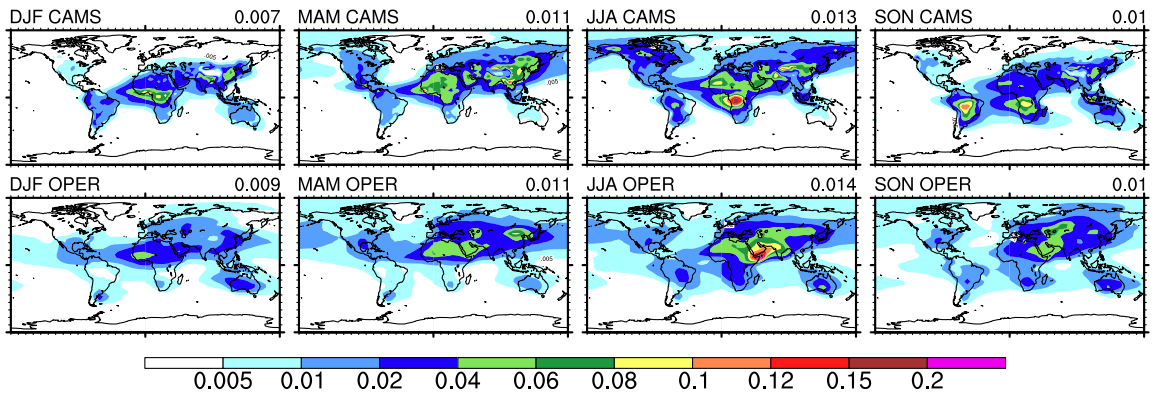 DJF CAMS 0.007 MAM CAMS 0.011 JJA CAMS 0.013 SON CAMS 0.01
.005
.005
DJF OPER 0.009 MAM OPER 0.011 JJA OPER 0.014 SON OPER 0.01
.005
0.005 0.01 0.02 0.04 0.06 0.08 0.1 0.12 0.15 0.2